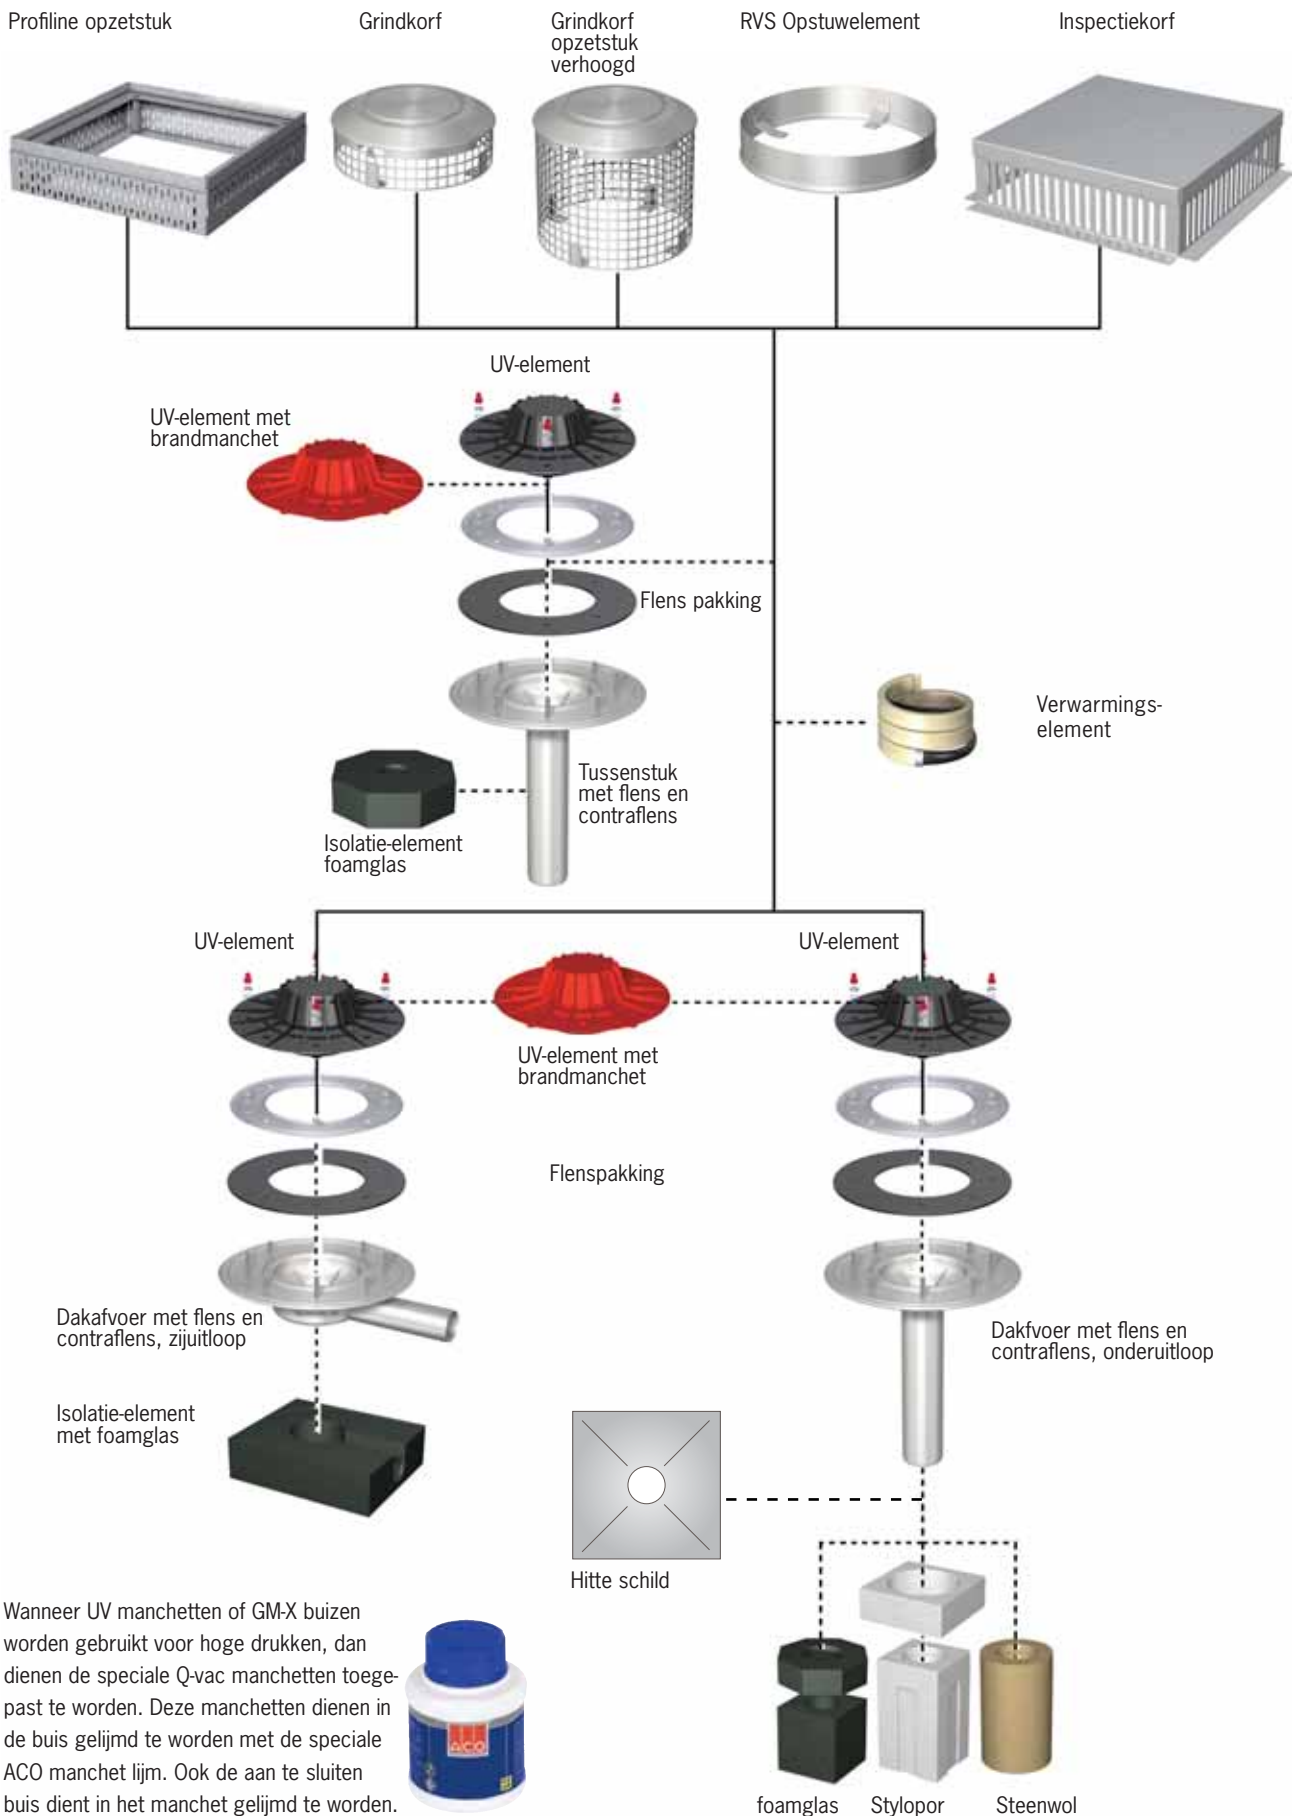 Profiline opzetstuk
Grindkorf
Grindkorf
opzetstuk
verhoogd
RVS Opstuwelement
Inspectiekorf
UV-element
UV-element met
brandmanchet
Flens pakking
Verwarmings-
element
Tussenstuk
met flens en
contraflens
Isolatie-element
foamglas
UV-element
UV-element
UV-element met
brandmanchet
Flenspakking
Dakafvoer met flens en
contraflens, zijuitloop
Dakfvoer met flens en
contraflens, onderuitloop
Isolatie-element
met foamglas
Hitte schild
Wanneer UV manchetten of GM-X buizen
worden gebruikt voor hoge drukken, dan
dienen de speciale Q-vac manchetten toege-
past te worden. Deze manchetten dienen in
de buis gelijmd te worden met de speciale
ACO manchet lijm. Ook de aan te sluiten
buis dient in het manchet gelijmd te worden.
ACO
foamglas
Stylopor
Steenwol